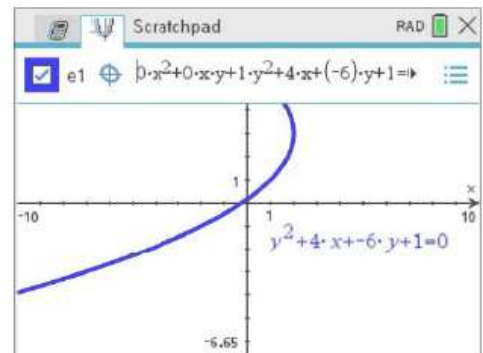 Scratchpad RAD
e1 0·x²+0·x·y+1·y²+4·x+(-6)·y+1=
1
x
-10 1 10
y²+4·x+-6·y+1=0
-6.65